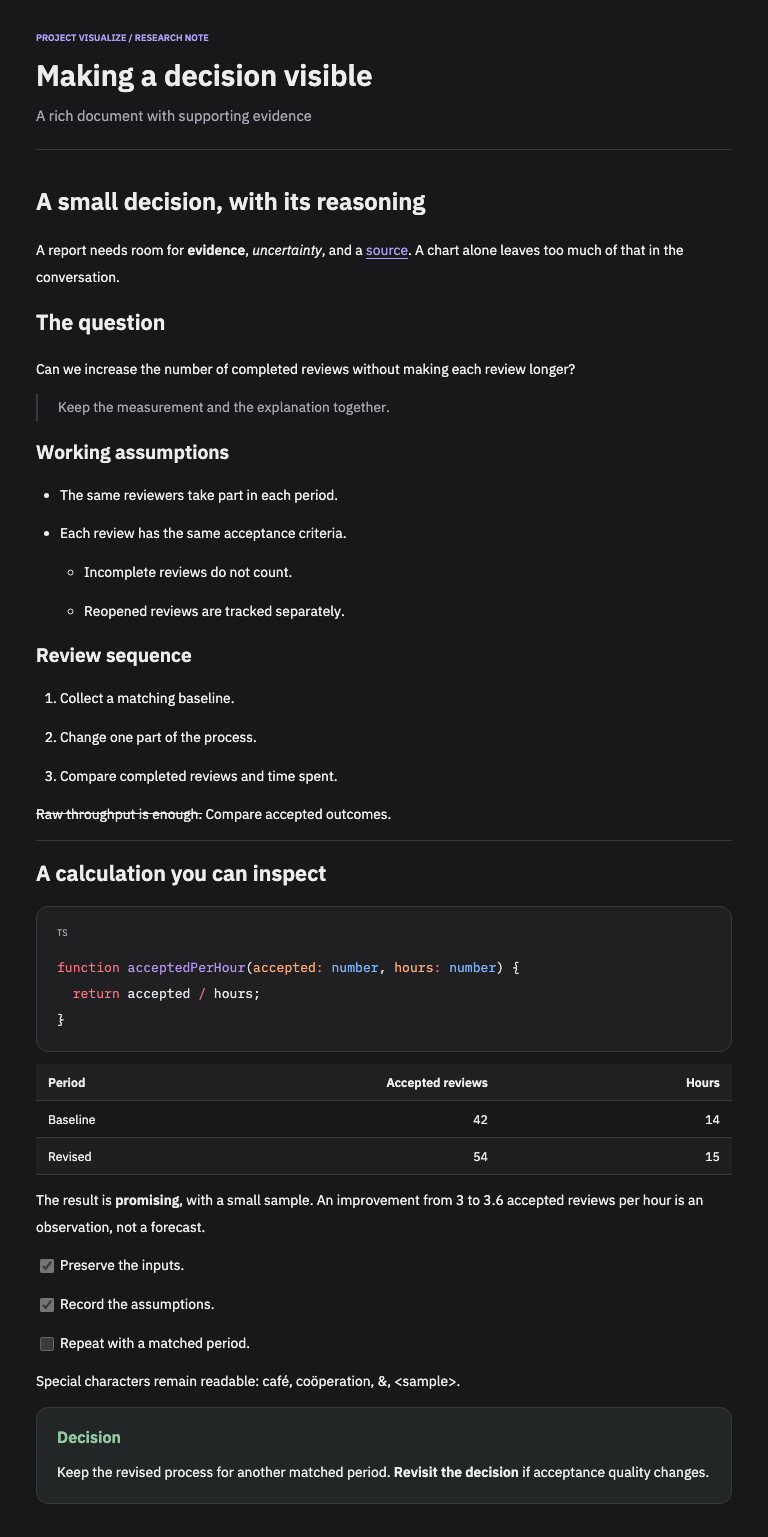 PROJECT VISUALIZE / RESEARCH NOTE
Making a decision visible
A rich document with supporting evidence
A small decision, with its reasoning
A report needs room for evidence, uncertainty, and a source. A chart alone leaves too much of that in the
conversation.
The question
Can we increase the number of completed reviews without making each review longer?
Keep the measurement and the explanation together.
Working assumptions
• The same reviewers take part in each period.
• Each review has the same acceptance criteria.
◦ Incomplete reviews do not count.
◦ Reopened reviews are tracked separately.
Review sequence
1. Collect a matching baseline.
2. Change one part of the process.
3. Compare completed reviews and time spent.
Raw throughput is enough. Compare accepted outcomes.
A calculation you can inspect
TS
function acceptedPerHour(accepted: number, hours: number) {
  return accepted / hours;
}
Period Accepted reviews Hours
Baseline 42 14
Revised 54 15
The result is promising, with a small sample. An improvement from 3 to 3.6 accepted reviews per hour is an
observation, not a forecast.
Preserve the inputs.
Record the assumptions.
Repeat with a matched period.
Special characters remain readable: café, coöperation, &, <sample>.
Decision
Keep the revised process for another matched period. Revisit the decision if acceptance quality changes.